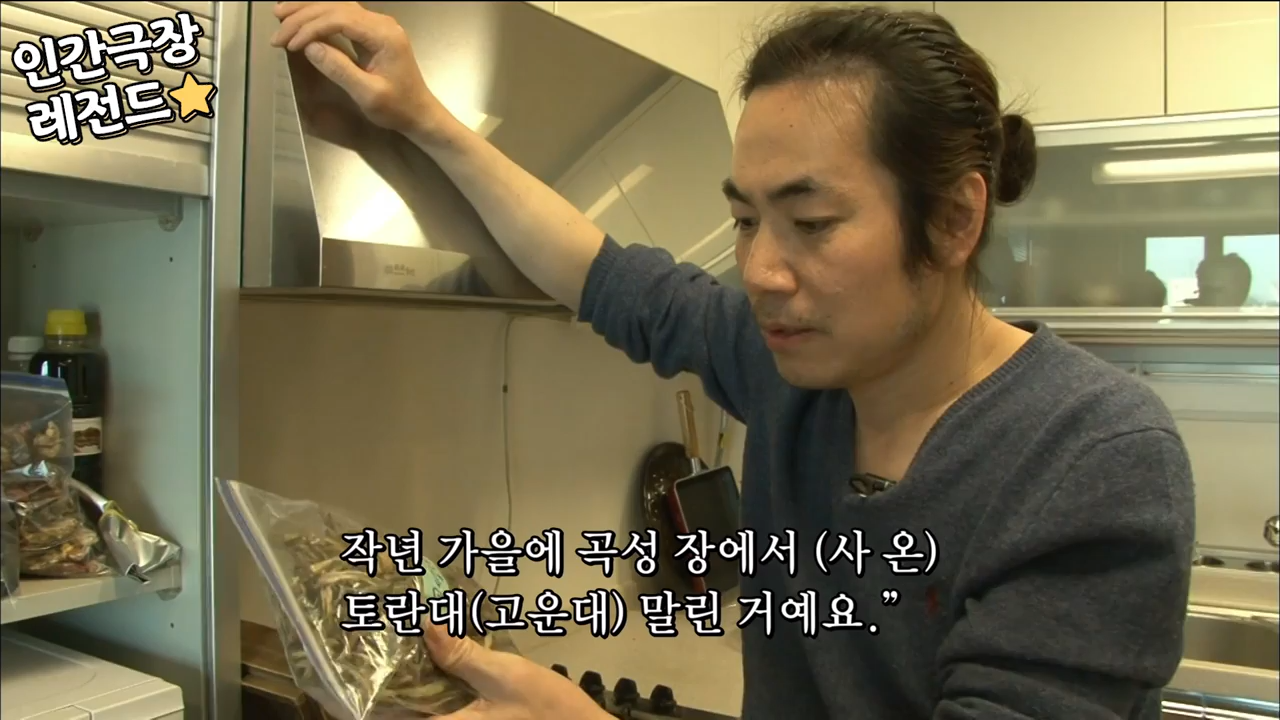 인간극장
레전드
작년 가을에 곡성 장에서 (사 온)
토란대(고운대) 말린 거예요.”